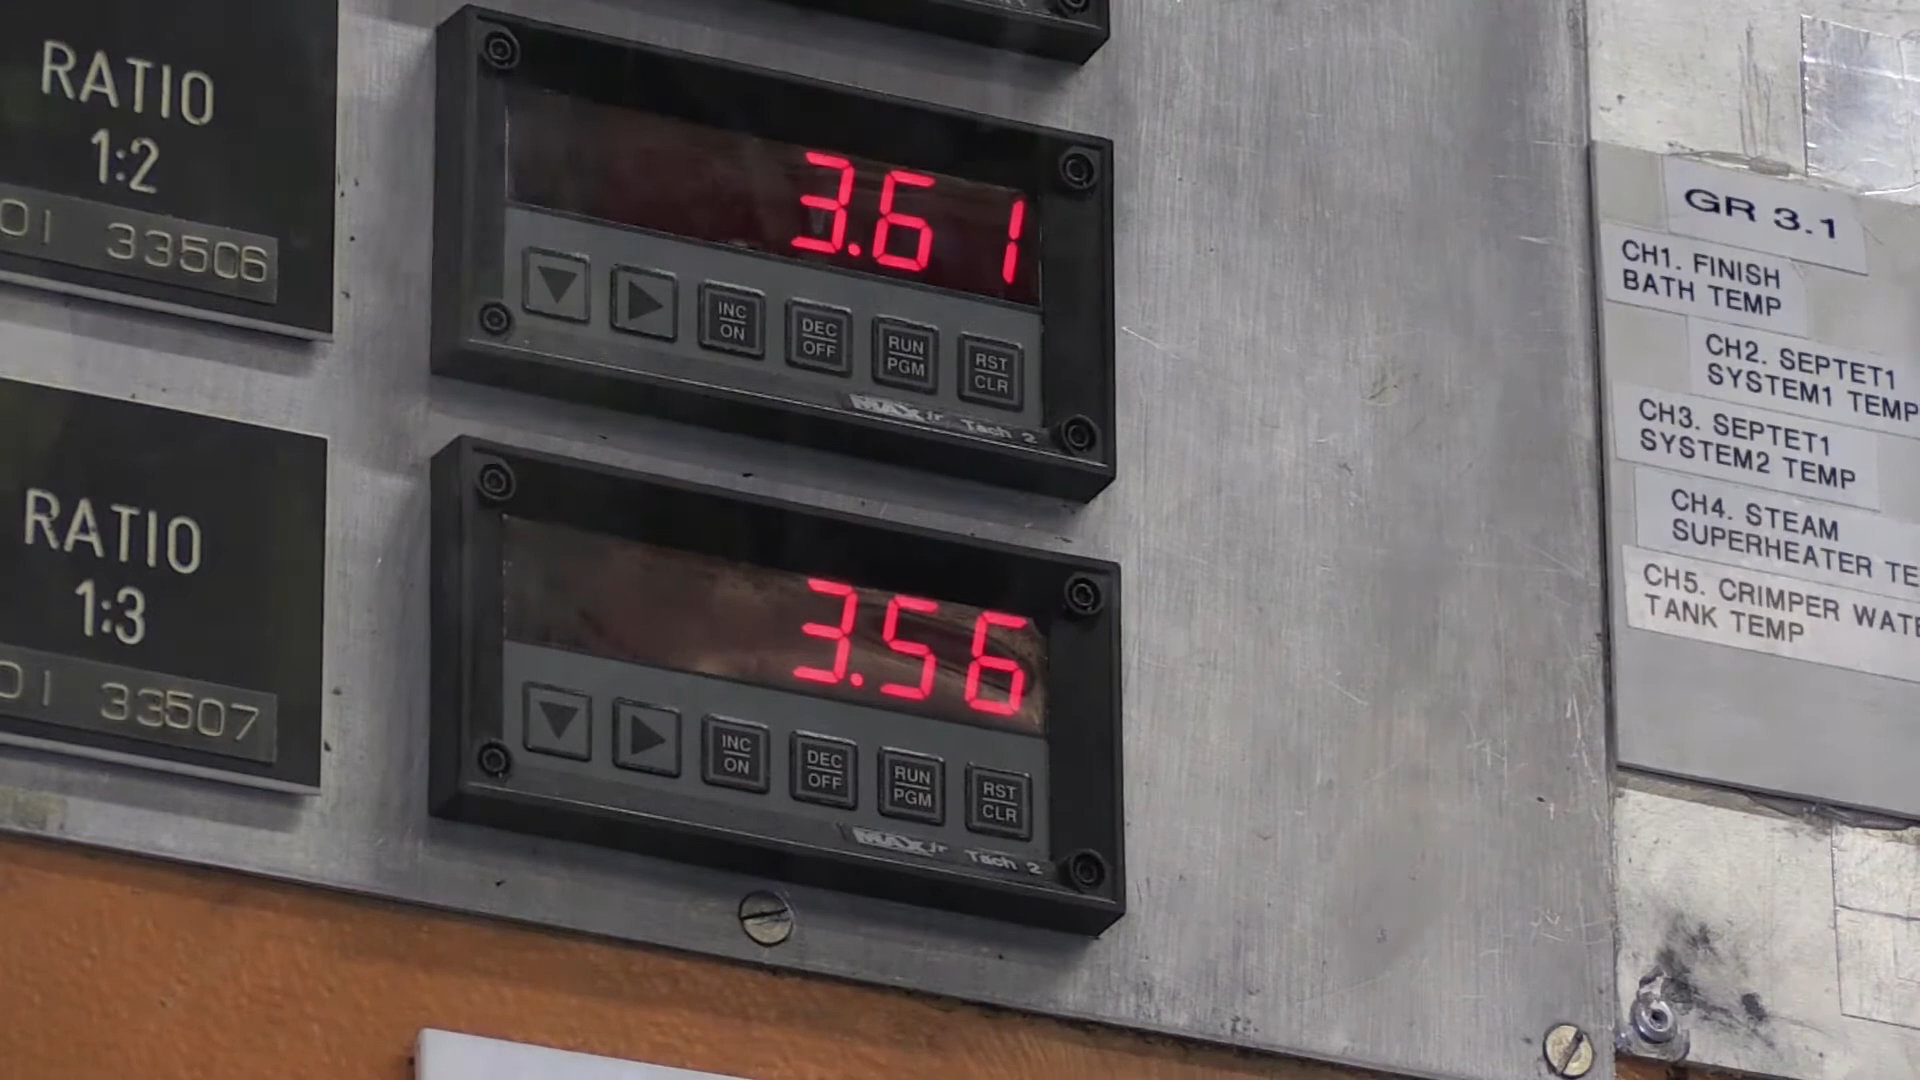 RATIO
1:2
01 33506
3.61
INC
ON
DEC
OFF
RUN
PGM
RST
CLR
MAX jr Tach 2
RATIO
1:3
01 33507
3.56
INC
ON
DEC
OFF
RUN
PGM
RST
CLR
MAX jr Tach 2
GR 3.1
CH1. FINISH
BATH TEMP
CH2. SEPTET1
SYSTEM1 TEMP
CH3. SEPTET1
SYSTEM2 TEMP
CH4. STEAM
SUPERHEATER TE
CH5. CRIMPER WATE
TANK TEMP